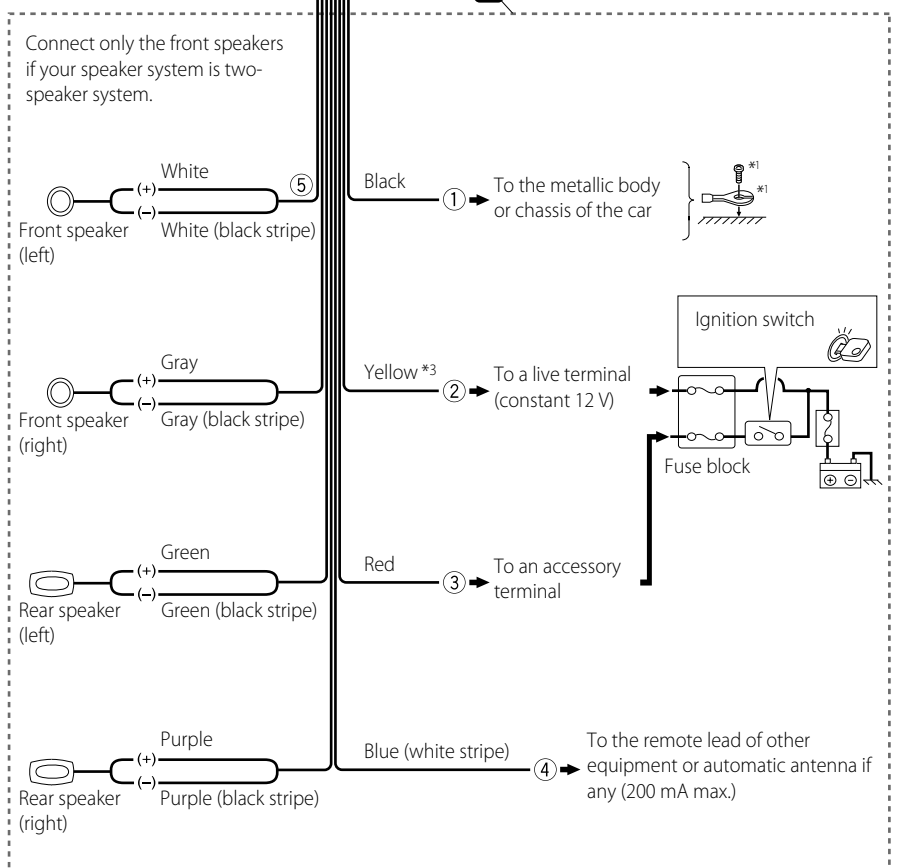 Connect only the front speakers
if your speaker system is two-
speaker system.
White
(+)
(–)
White (black stripe)
Front speaker
(left)
⑤
Black
①
To the metallic body
or chassis of the car
*1
*1
Ignition switch
Gray
(+)
(–)
Gray (black stripe)
Front speaker
(right)
Yellow *3
②
To a live terminal
(constant 12 V)
Fuse block
⊕ ⊖
Green
(+)
(–)
Green (black stripe)
Rear speaker
(left)
Red
③
To an accessory
terminal
Purple
(+)
(–)
Purple (black stripe)
Rear speaker
(right)
Blue (white stripe)
④
To the remote lead of other
equipment or automatic antenna if
any (200 mA max.)